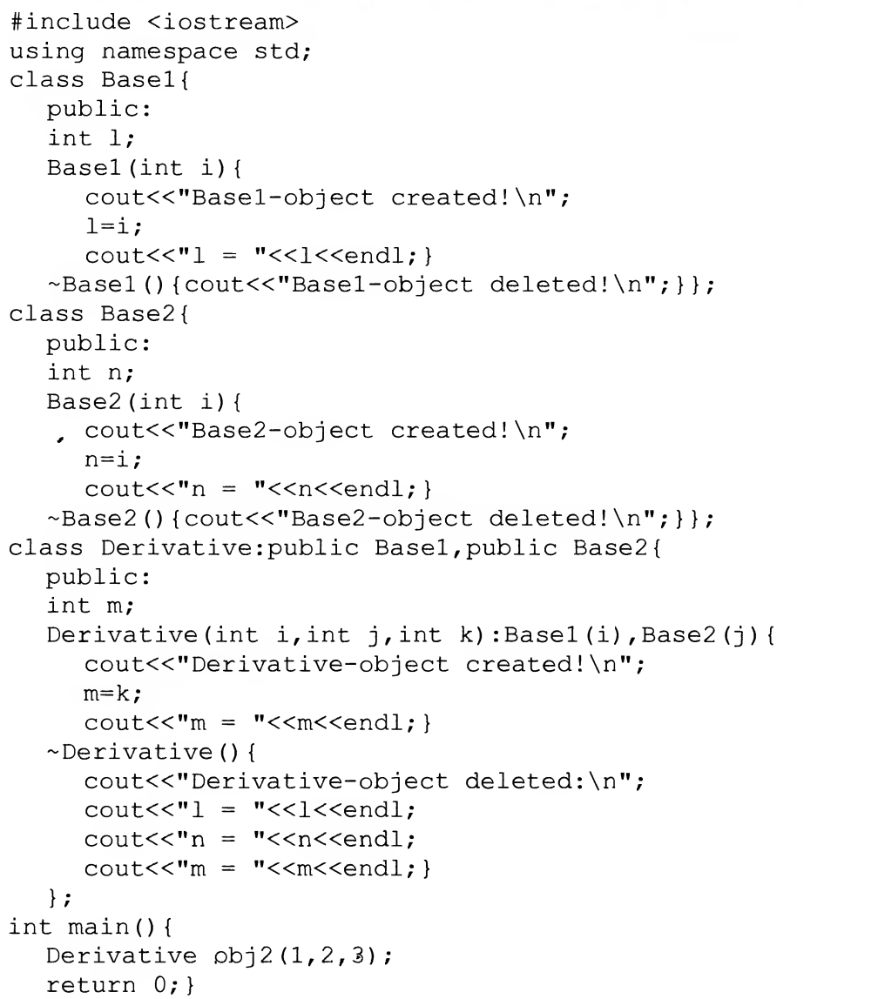 #include <iostream>
using namespace std;
class Base1{
public:
int l;
Base1(int i){
cout<<"Base1-object created!\n";
l=i;
cout<<"l = "<<l<<endl;}
~Base1(){cout<<"Base1-object deleted!\n";}};
class Base2{
public:
int n;
Base2(int i){
cout<<"Base2-object created!\n";
n=i;
cout<<"n = "<<n<<endl;}
~Base2(){cout<<"Base2-object deleted!\n";}};
class Derivative:public Base1,public Base2{
public:
int m;
Derivative(int i,int j,int k):Base1(i),Base2(j){
cout<<"Derivative-object created!\n";
m=k;
cout<<"m = "<<m<<endl;}
~Derivative(){
cout<<"Derivative-object deleted:\n";
cout<<"l = "<<l<<endl;
cout<<"n = "<<n<<endl;
cout<<"m = "<<m<<endl;}
};
int main(){
Derivative obj2(1,2,3);
return 0;}